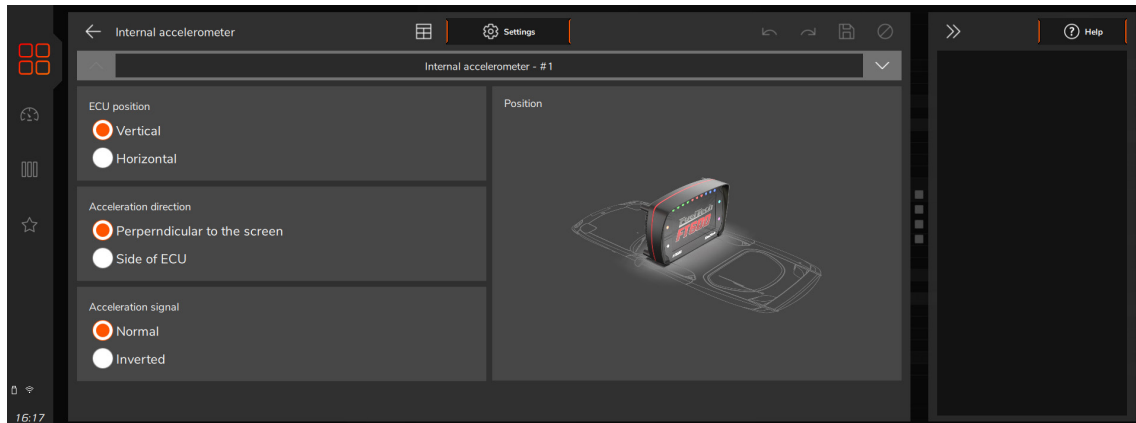 Internal accelerometer
Settings
Help
Internal accelerometer - #1
ECU position
Vertical
Horizontal
Position
Acceleration direction
Perperndicular to the screen
Side of ECU
FuelTech
Acceleration signal
Normal
Inverted
16:17